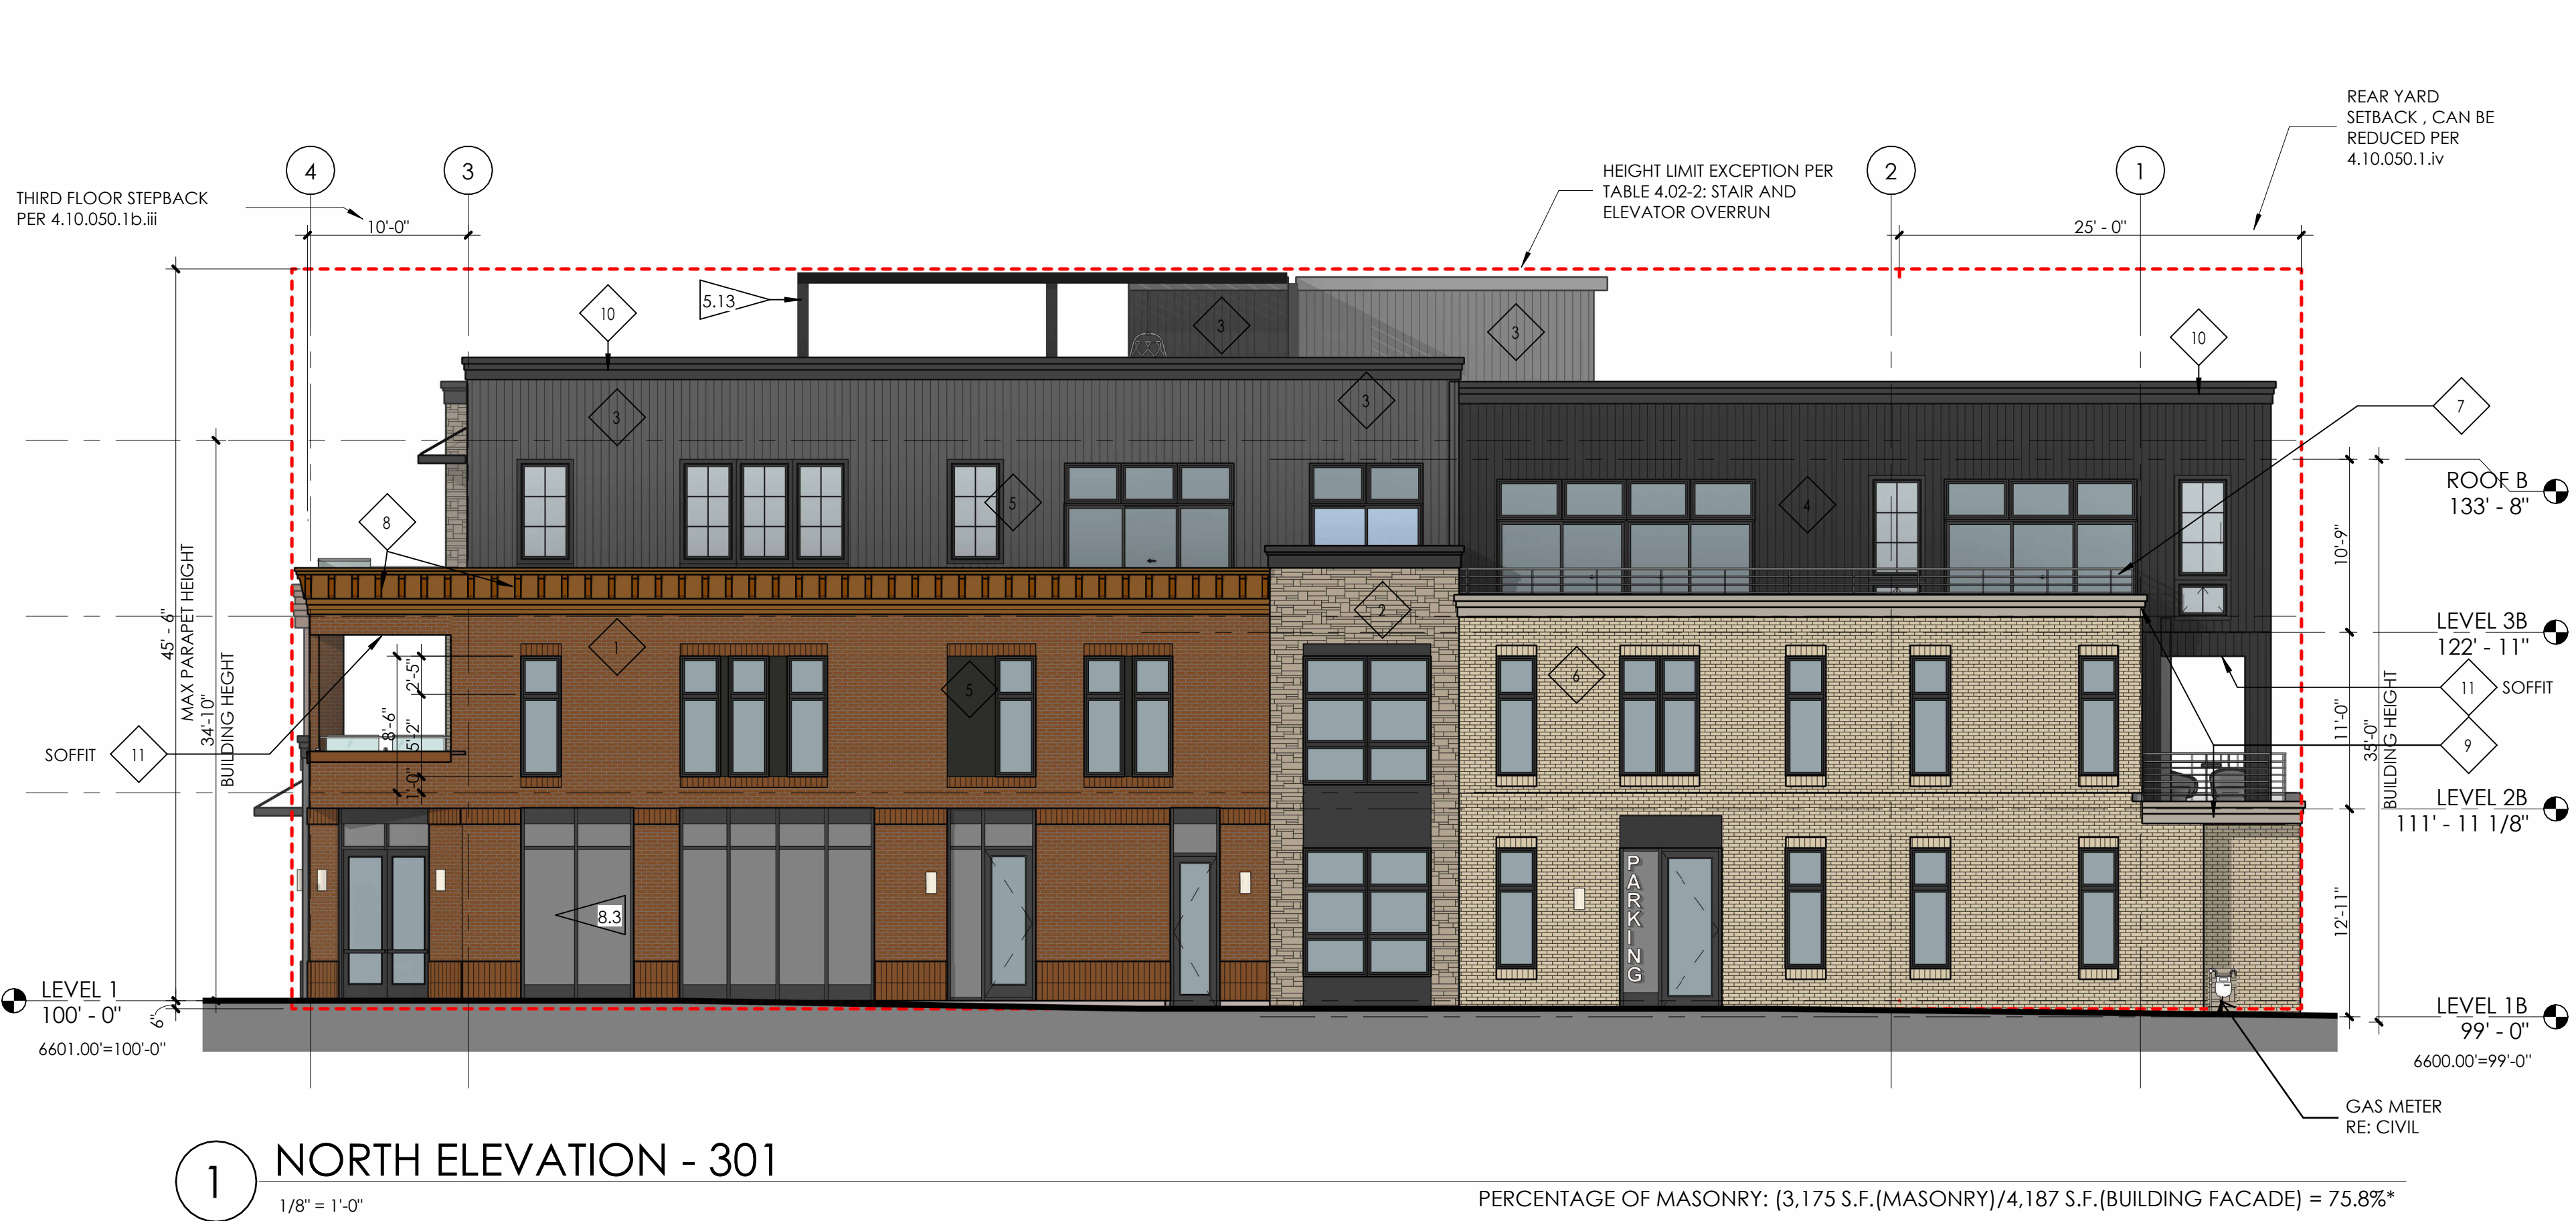 REAR YARD
SETBACK , CAN BE
REDUCED PER
4.10.050.1.iv
4
3
HEIGHT LIMIT EXCEPTION PER
TABLE 4.02-2: STAIR AND
ELEVATOR OVERRUN
2
1
THIRD FLOOR STEPBACK
PER 4.10.050.1b.iii
10'-0"
25' - 0"
5.13
10
3
3
10
3
3
7
5
4
8
ROOF B
133' - 8"
10'-9"
45' - 6"
MAX PARAPET HEIGHT
34'-10"
BUILDING HEGHT
1
2
LEVEL 3B
122' - 11"
2'-5"
8'-6"
5'-2"
1'-0"
5
6
11
SOFFIT
SOFFIT
11
9
11'-0"
35'-0"
BUILDING HEIGHT
LEVEL 2B
111' - 11 1/8"
PARKING
8.3
12'-11"
LEVEL 1
100' - 0"
6"
6601.00'=100'-0"
LEVEL 1B
99' - 0"
6600.00'=99'-0"
GAS METER
RE: CIVIL
1
NORTH ELEVATION - 301
1/8" = 1'-0"
PERCENTAGE OF MASONRY: (3,175 S.F.(MASONRY)/4,187 S.F.(BUILDING FACADE) = 75.8%*